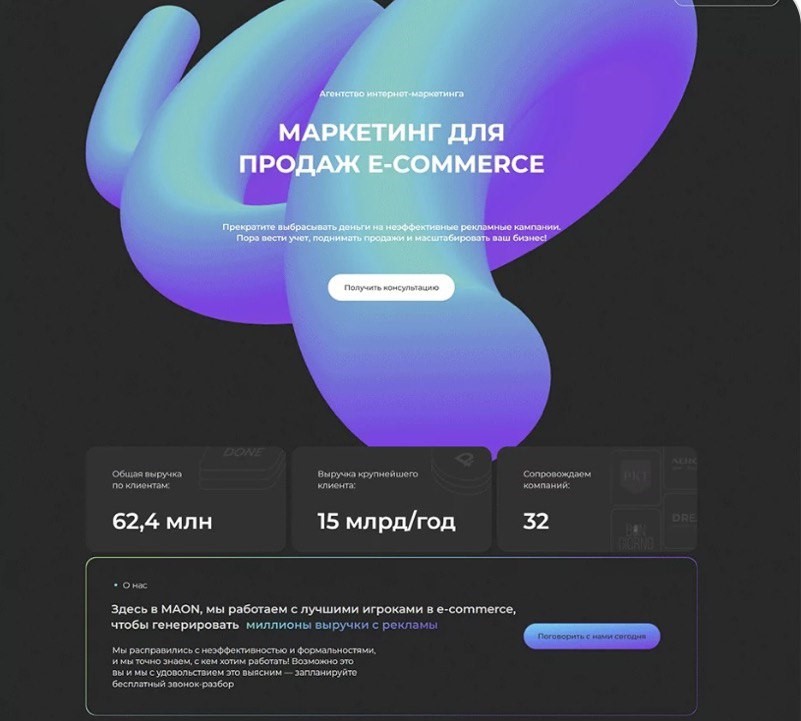 Агентство интернет-маркетинга
МАРКЕТИНГ ДЛЯ
ПРОДАЖ E-COMMERCE
Прекратите выбрасывать деньги на неэффективные рекламные кампании.
Пора вести учет, поднимать продажи и масштабировать ваш бизнес!
Получить консультацию
DONE
Общая выручка
по клиентам:
62,4 млн
Выручка крупнейшего
клиента:
15 млрд/год
Сопровождаем
компаний:
32
• О нас
Здесь в MAON, мы работаем с лучшими игроками в e-commerce,
чтобы генерировать миллионы выручки с рекламы
Поговорить с нами сегодня
Мы расправились с неэффективностью и формальностями,
и мы точно знаем, с кем хотим работать! Возможно это
вы и мы с удовольствием это выясним — запланируйте
бесплатный звонок-разбор